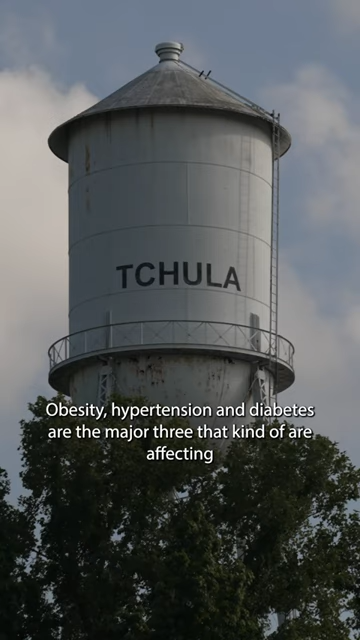 TCHULA
Obesity, hypertension and diabetes
are the major three that kind of are
affecting